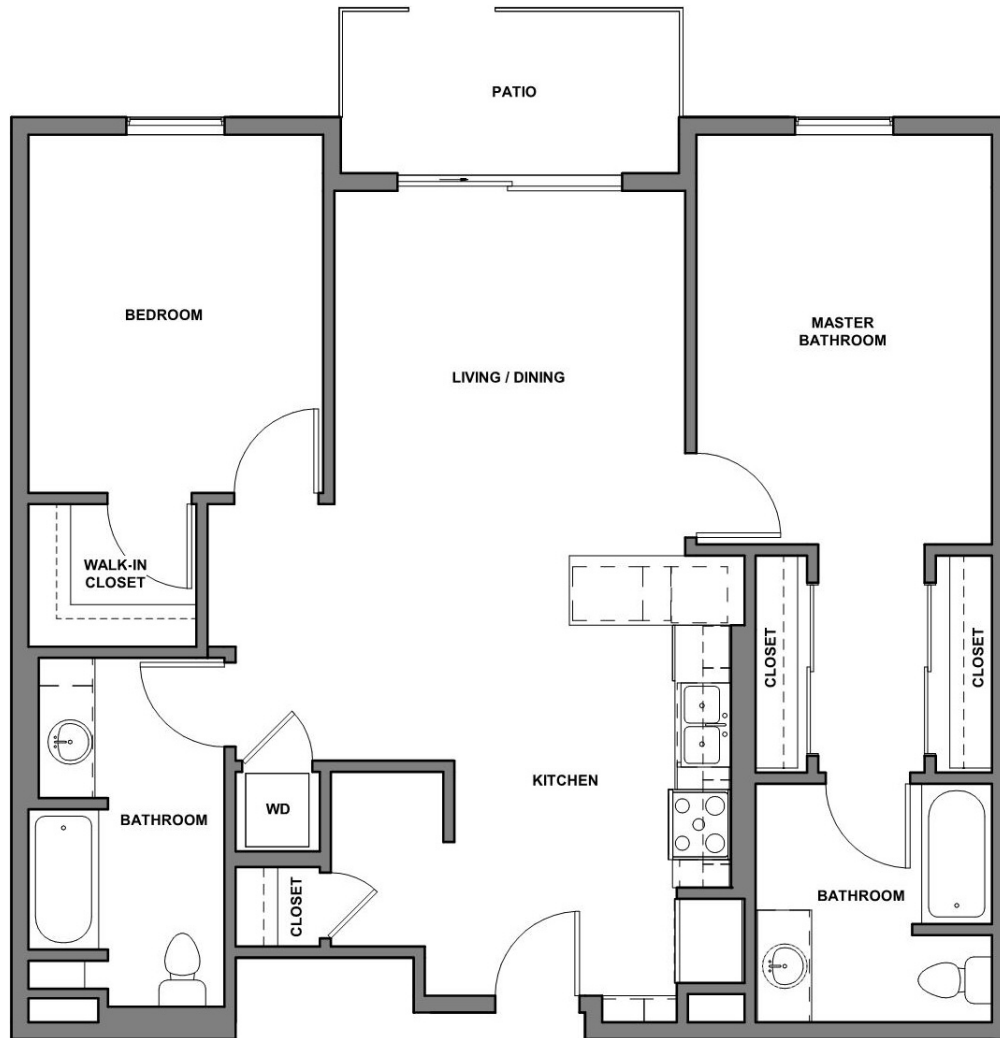 PATIO
BEDROOM
MASTER
BATHROOM
LIVING / DINING
WALK-IN
CLOSET
CLOSET
CLOSET
KITCHEN
WD
BATHROOM
CLOSET
BATHROOM